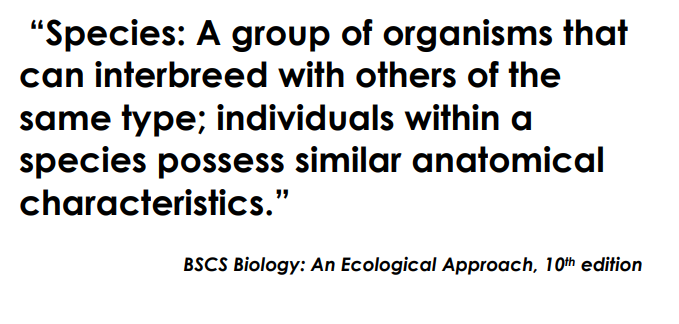 “Species: A group of organisms that
can interbreed with others of the
same type; individuals within a
species possess similar anatomical
characteristics.”
BSCS Biology: An Ecological Approach, 10th edition